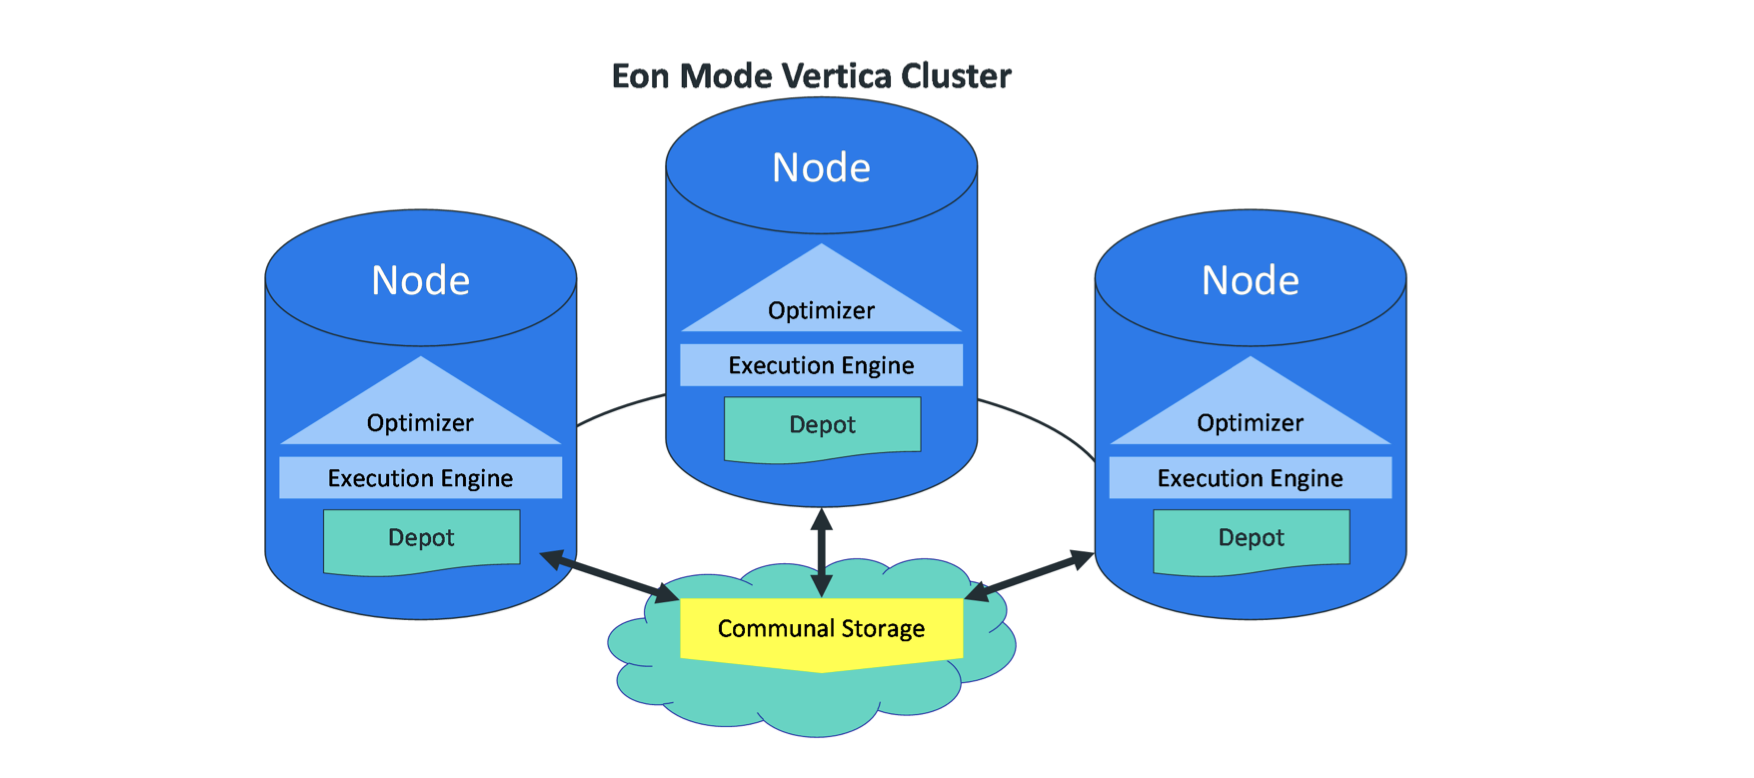 Eon Mode Vertica Cluster
Node
Optimizer
Execution Engine
Depot
Node
Optimizer
Execution Engine
Depot
Node
Optimizer
Execution Engine
Depot
Communal Storage